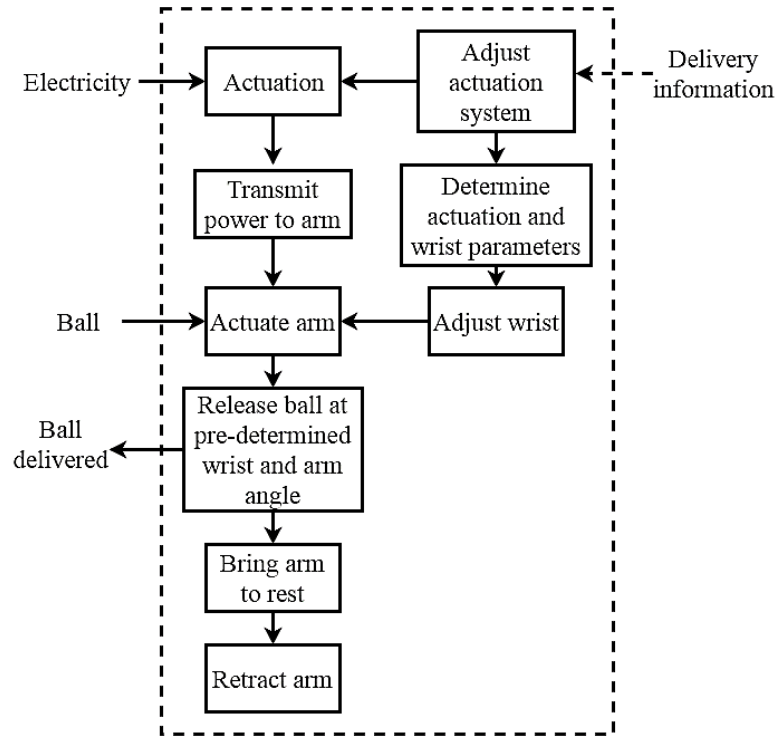 Electricity
Actuation
Adjust
actuation
system
Delivery
information
Transmit
power to arm
Determine
actuation and
wrist parameters
Ball
Actuate arm
Adjust wrist
Ball
delivered
Release ball at
pre-determined
wrist and arm
angle
Bring arm
to rest
Retract arm